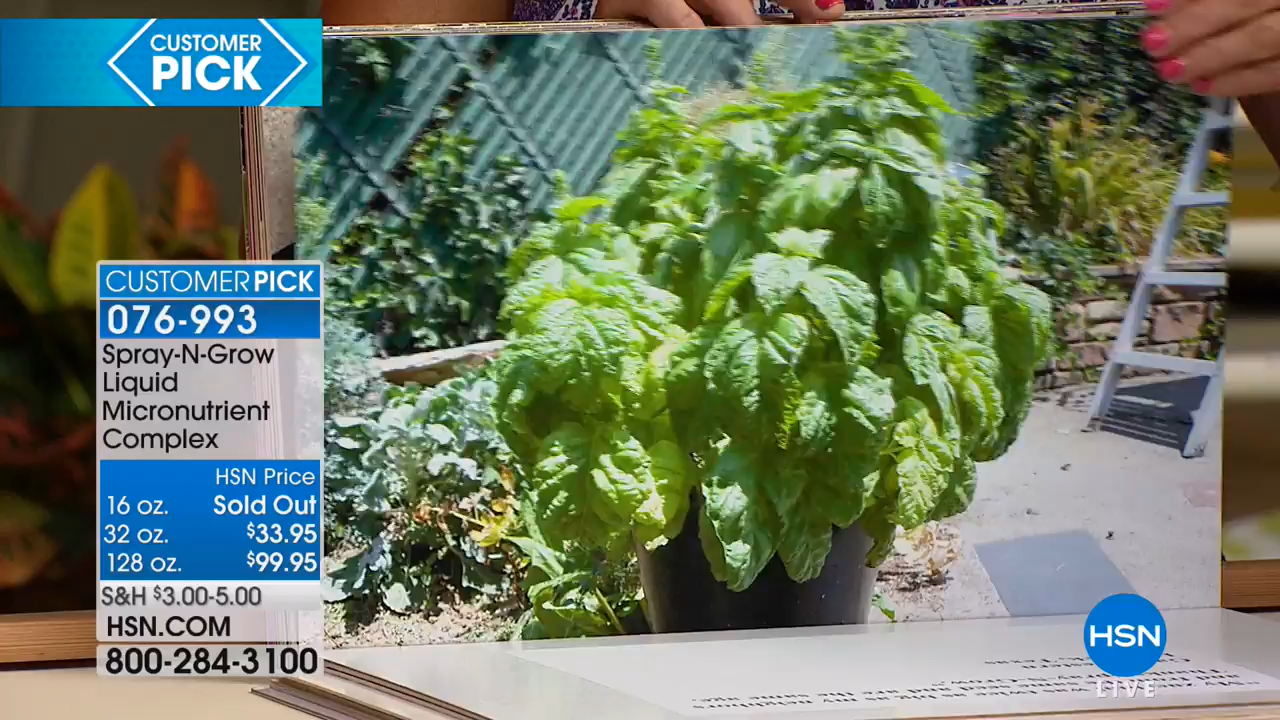 CUSTOMER
PICK
CUSTOMER PICK
076-993
Spray-N-Grow
Liquid
Micronutrient
Complex
HSN Price
16 oz. Sold Out
32 oz. $33.95
128 oz. $99.95
S&H $3.00-5.00
HSN.COM
800-284-3100
HSN
LIVE